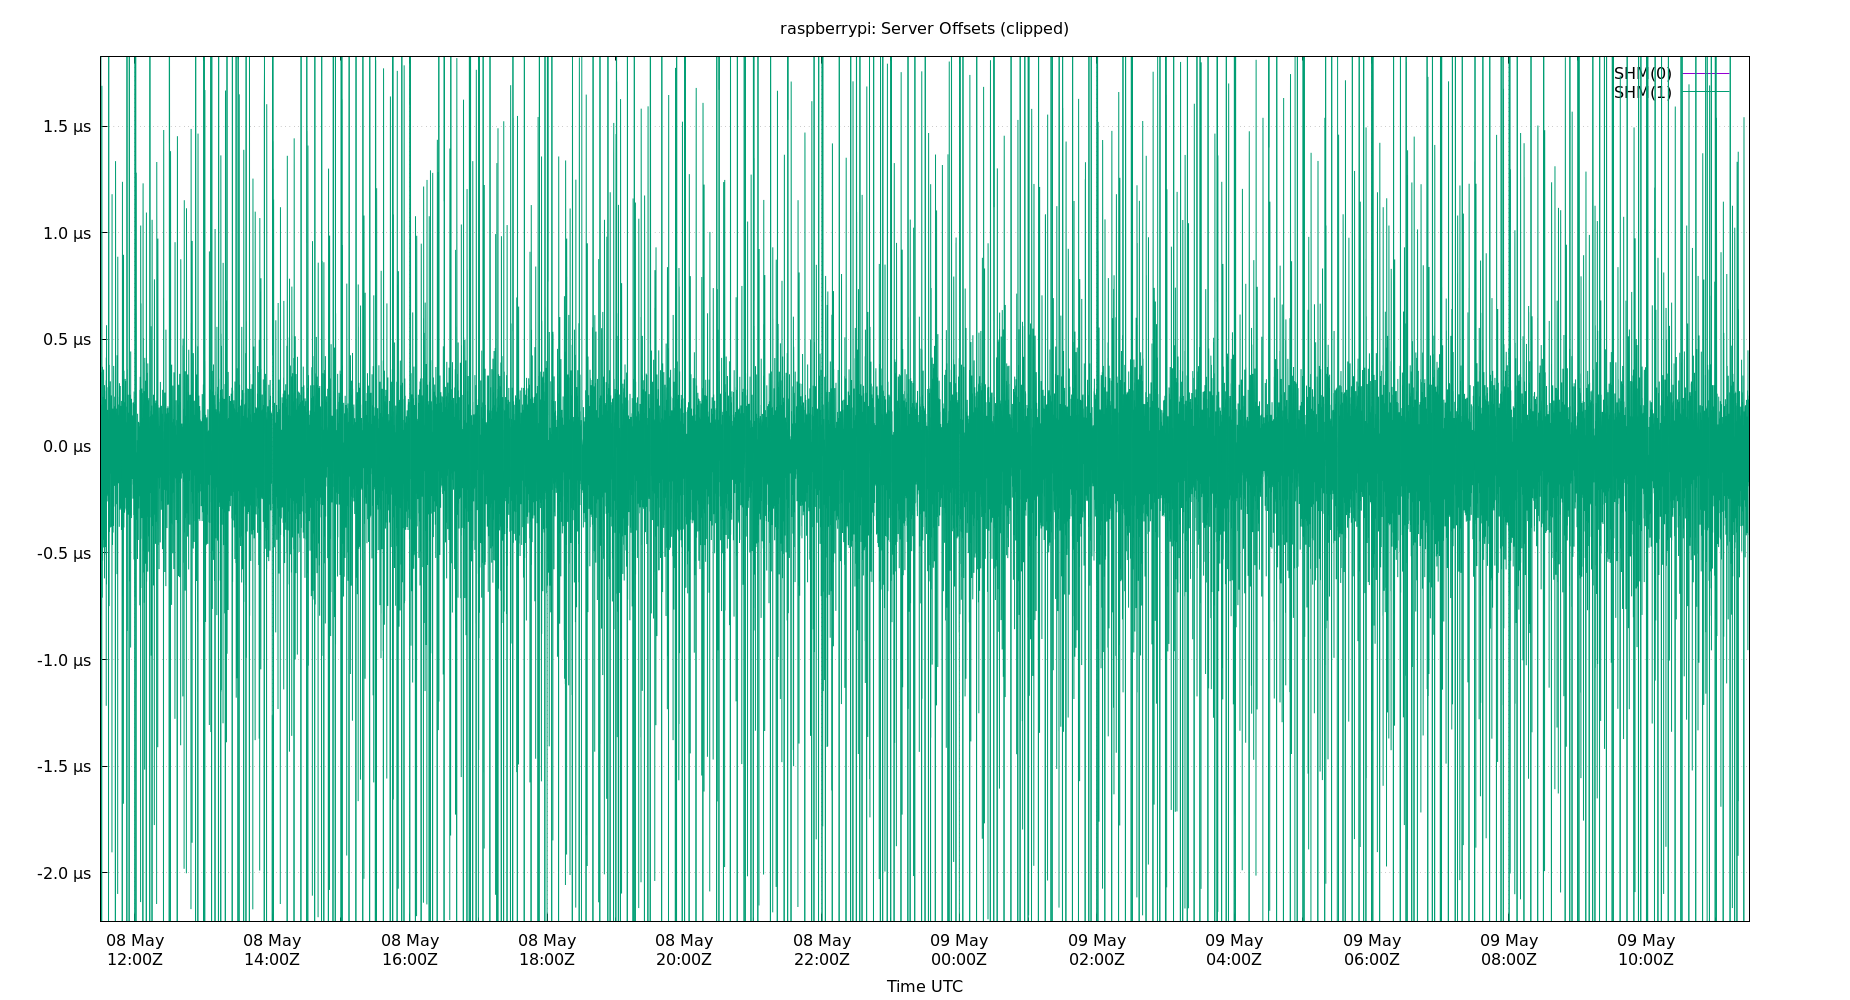 raspberrypi: Server Offsets (clipped)
SHM(0)
SHM(1)
1.5 µs
1.0 µs
0.5 µs
0.0 µs
-0.5 µs
-1.0 µs
-1.5 µs
-2.0 µs
08 May 08 May 08 May 08 May 08 May 08 May 09 May 09 May 09 May 09 May 09 May 09 May
12:00Z 14:00Z 16:00Z 18:00Z 20:00Z 22:00Z 00:00Z 02:00Z 04:00Z 06:00Z 08:00Z 10:00Z
Time UTC